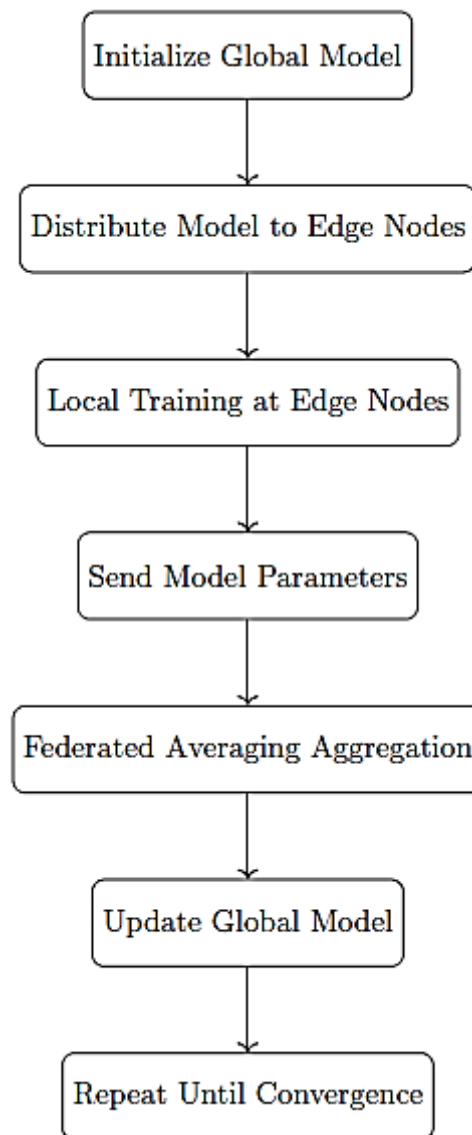 Initialize Global Model
Distribute Model to Edge Nodes
Local Training at Edge Nodes
Send Model Parameters
Federated Averaging Aggregation
Update Global Model
Repeat Until Convergence